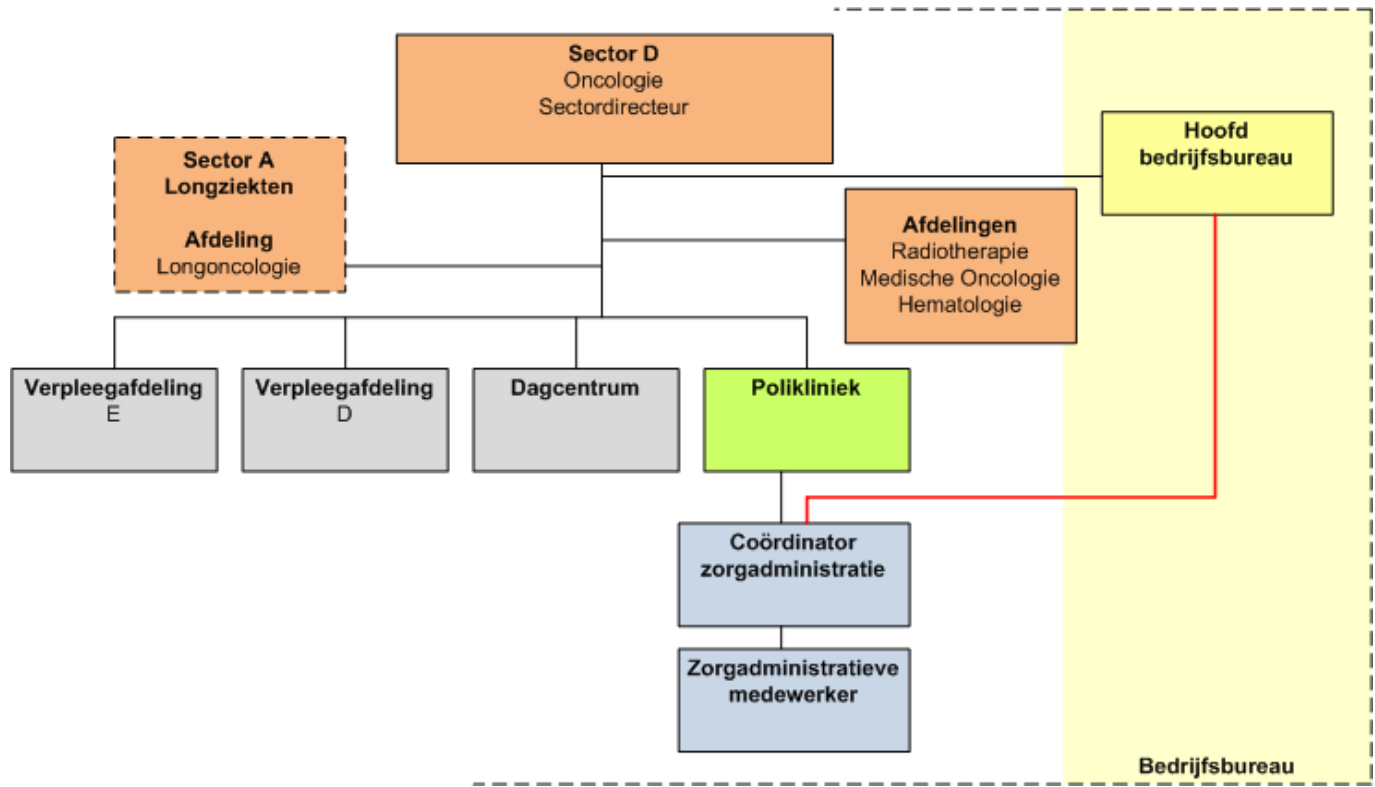 Sector D
Oncologie
Sectordirecteur
Sector A
Longziekten
Afdeling
Longoncologie
Hoofd
bedrijfsbureau
Afdelingen
Radiotherapie
Medische Oncologie
Hematologie
Verpleegafdeling
E
Verpleegafdeling
D
Dagcentrum
Polikliniek
Coördinator
zorgadministratie
Zorgadministratieve
medewerker
Bedrijfsbureau